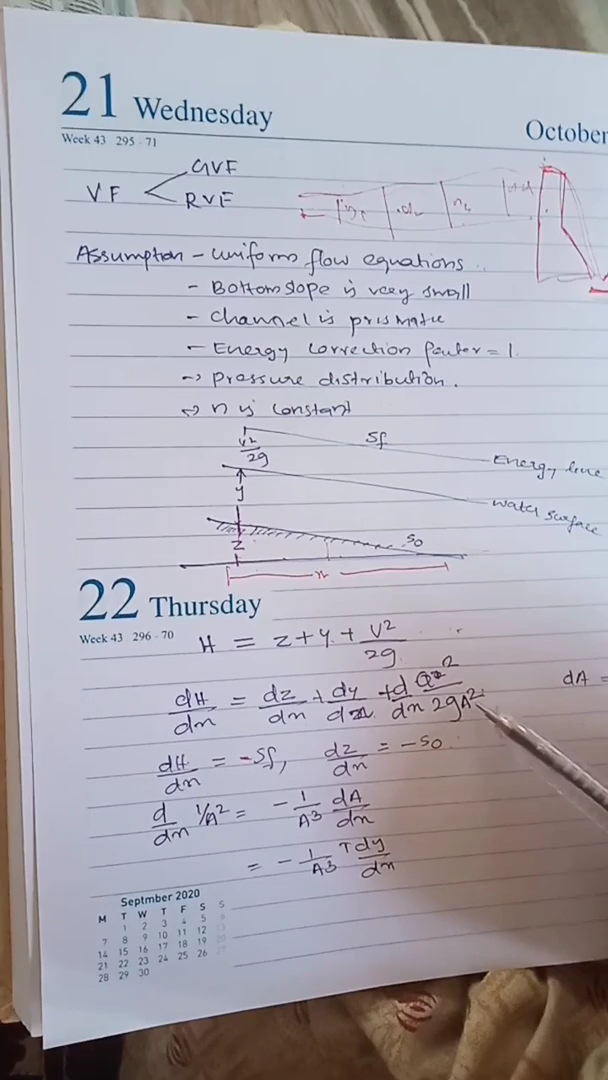 21 Wednesday
October
Week 43 295 - 71
GVF
VF
RVF
Assumption - uniform flow equations.
- Bottom slope is very small
- channel is prismatic
- Energy correction factor = 1.
-> pressure distribution.
-> n is constant
V²/2g
Sf
Energy line
y
water surface
So
Z
x
22 Thursday
Week 43 296 - 70
H = z + y + V²/2g
dH/dx = dz/dx + dy/dx + d/dx Q²/2gA²
dA =
dH/dx = -Sf, dz/dx = -So
d/dx 1/A² = - 1/A³ dA/dx
= - 1/A³ T dy/dx
Septmber 2020
M T W T F S S
1 2 3 4 5 6
7 8 9 10 11 12
14 15 16 17 18 19
21 22 23 24 25 26
28 29 30